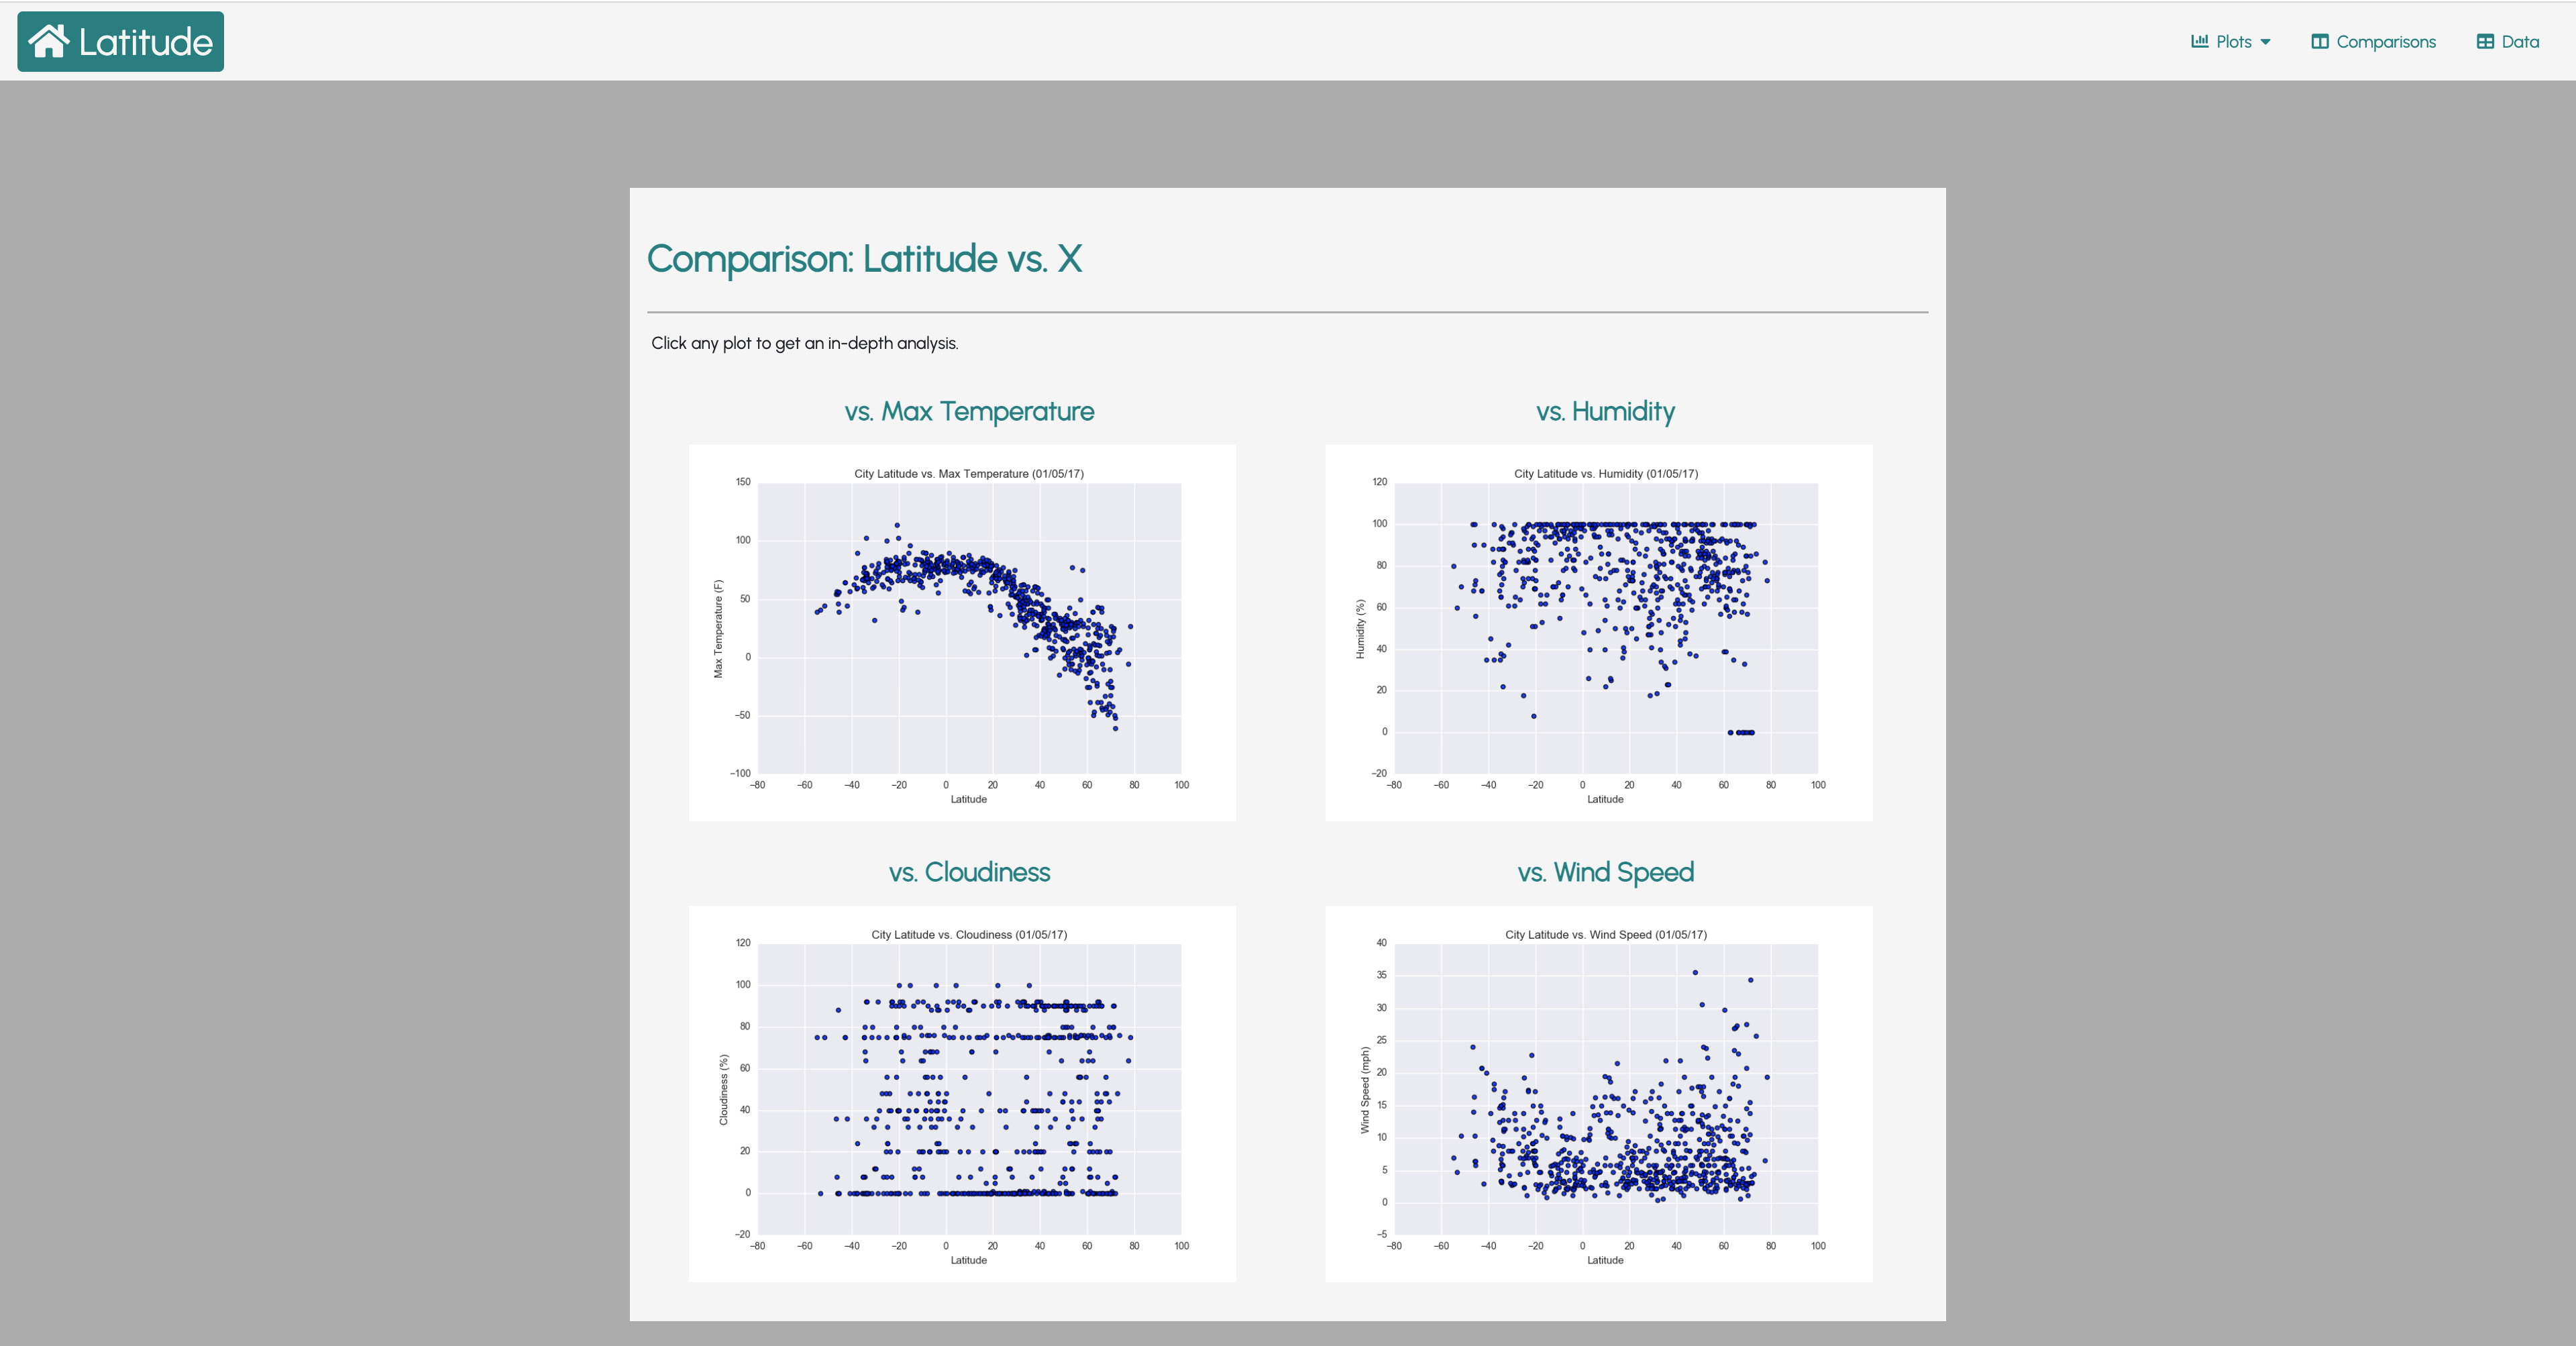 Latitude
Plots
Comparisons
Data
Comparison: Latitude vs. X
Click any plot to get an in-depth analysis.
vs. Max Temperature
City Latitude vs. Max Temperature (01/05/17)
150
100
50
0
−50
−100
Max Temperature (F)
−80 −60 −40 −20 0 20 40 60 80 100
Latitude
vs. Humidity
City Latitude vs. Humidity (01/05/17)
120
100
80
60
40
20
0
−20
Humidity (%)
−80 −60 −40 −20 0 20 40 60 80 100
Latitude
vs. Cloudiness
City Latitude vs. Cloudiness (01/05/17)
120
100
80
60
40
20
0
−20
Cloudiness (%)
−80 −60 −40 −20 0 20 40 60 80 100
Latitude
vs. Wind Speed
City Latitude vs. Wind Speed (01/05/17)
40
35
30
25
20
15
10
5
0
−5
Wind Speed (mph)
−80 −60 −40 −20 0 20 40 60 80 100
Latitude